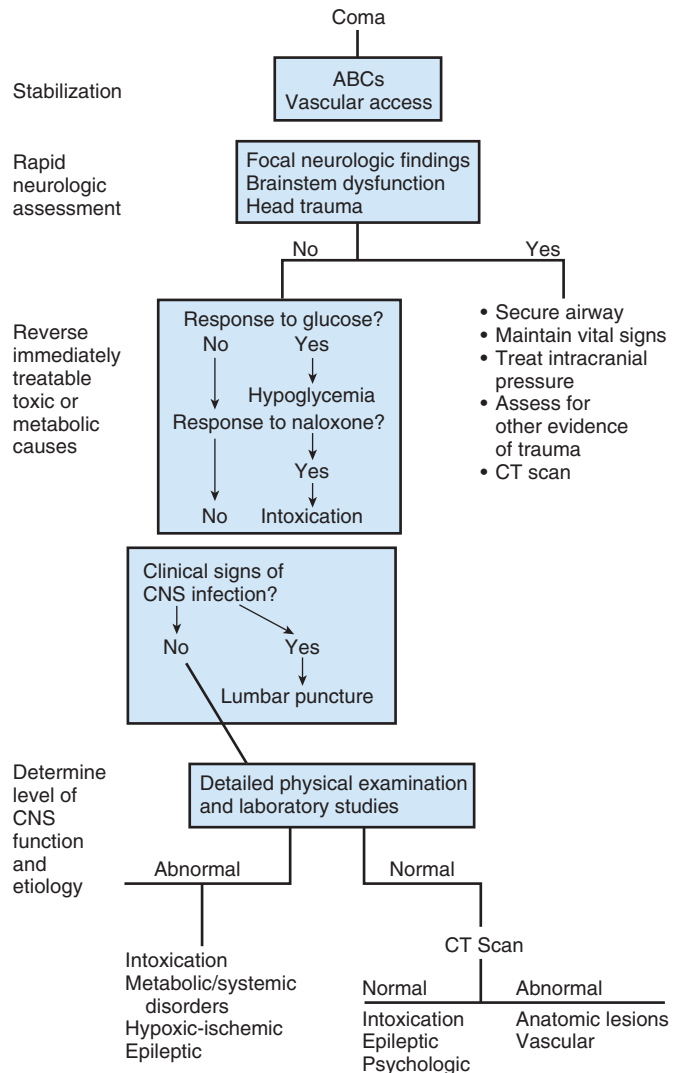 Coma
Stabilization
ABCs
Vascular access
Rapid
neurologic
assessment
Focal neurologic findings
Brainstem dysfunction
Head trauma
No
Yes
Reverse
immediately
treatable
toxic or
metabolic
causes
Response to glucose?
No Yes
Hypoglycemia
Response to naloxone?
Yes
No Intoxication
• Secure airway
• Maintain vital signs
• Treat intracranial
pressure
• Assess for
other evidence
of trauma
• CT scan
Clinical signs of
CNS infection?
No Yes
Lumbar puncture
Determine
level of
CNS
function
and
etiology
Detailed physical examination
and laboratory studies
Abnormal
Normal
Intoxication
Metabolic/systemic
disorders
Hypoxic-ischemic
Epileptic
CT Scan
Normal
Abnormal
Intoxication
Epileptic
Psychologic
Anatomic lesions
Vascular